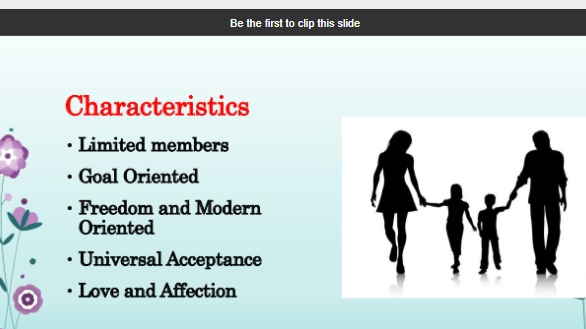 Be the first to clip this slide
Characteristics
• Limited members
• Goal Oriented
• Freedom and Modern
Oriented
• Universal Acceptance
• Love and Affection